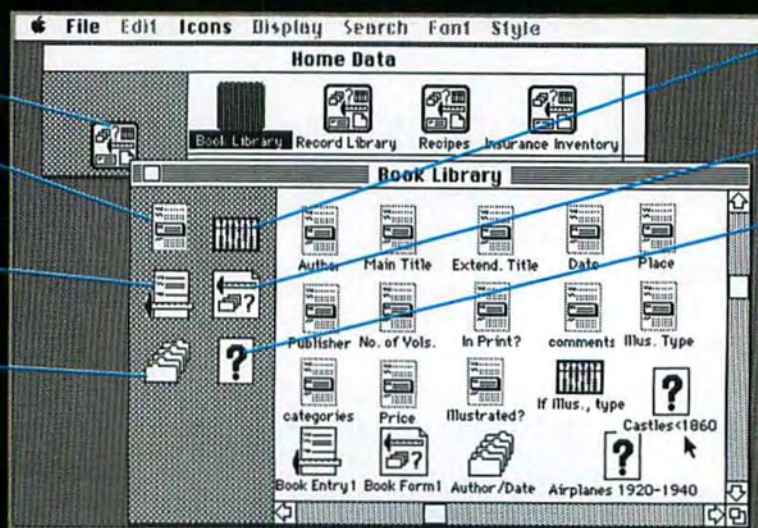 File Edit Icons Display Search Font Style
Home Data
Book Library Record Library Recipes Insurance Inventory
Book Library
Author Main Title Extend. Title Date Place
Publisher No. of Vols. In Print? comments Illus. Type
categories Price Illustrated? If Illus., type
Castles<1860
Book Entry1 Book Form1 Author/Date Airplanes 1920-1940